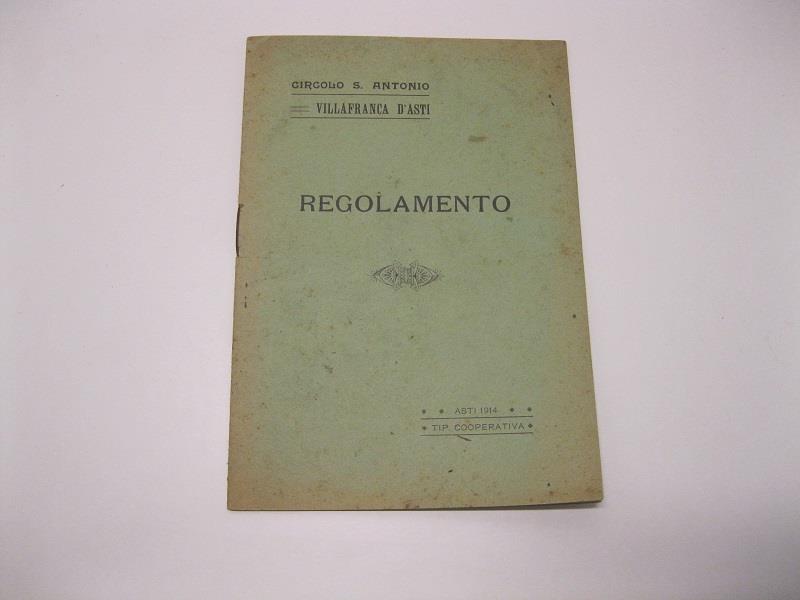 CIRCOLO S. ANTONIO
VILLAFRANCA D'ASTI
REGOLAMENTO
ASTI 1914
TIP. COOPERATIVA